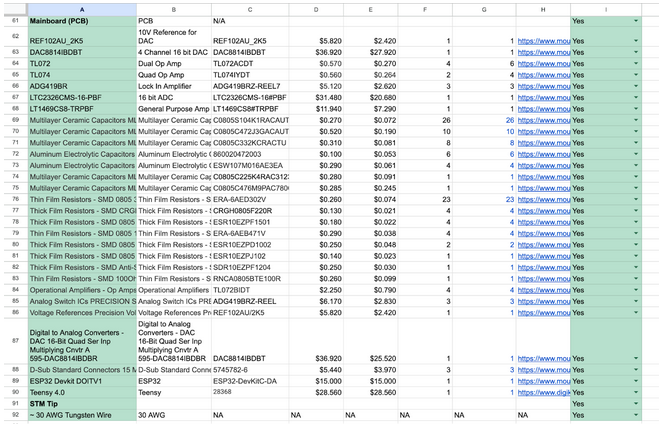 A B C D E F G H I
61 Mainboard (PCB) PCB N/A Yes
10V Reference for
62 REF102AU_2K5 DAC $5.820 $2.420 1 1 https://www.mou Yes
63 DAC8814IBDBT 4 Channel 16 bit DAC DAC8814IBDBT $36.920 $27.920 1 1 https://www.mou Yes
64 TL072 Dual Op Amp TL072ACDT $0.570 $0.270 4 6 https://www.mou Yes
65 TL074 Quad Op Amp TL074IYDT $0.560 $0.264 2 4 https://www.mou Yes
66 ADG419BR Lock In Amplifier ADG419BRZ-REEL7 $5.120 $2.620 3 3 https://www.mou Yes
67 LTC2326CMS-16-PBF 16 bit ADC LTC2326CMS-16#PBF $31.480 $20.680 1 1 https://www.mou Yes
68 LT1469CS8-TRPBF General Purpose Amp LT1469CS8#TRPBF $11.940 $7.290 1 1 https://www.mou Yes
69 Multilayer Ceramic Capacitors ML Multilayer Ceramic Cap C0805S104K1RACAUT $0.270 $0.072 26 26 https://www.mou Yes
70 Multilayer Ceramic Capacitors ML Multilayer Ceramic Cap C0805C472J3GACAUT $0.520 $0.190 10 10 https://www.mou Yes
71 Multilayer Ceramic Capacitors ML Multilayer Ceramic Cap C0805C332KCRACTU $0.310 $0.081 8 8 https://www.mou Yes
72 Aluminum Electrolytic Capacitors Aluminum Electrolytic C 860020472003 $0.100 $0.053 6 6 https://www.mou Yes
73 Aluminum Electrolytic Capacitors Aluminum Electrolytic C ESW107M016AE3EA $0.290 $0.061 4 4 https://www.mou Yes
74 Multilayer Ceramic Capacitors ML Multilayer Ceramic Cap C0805C225K4RAC312 $0.280 $0.091 1 1 https://www.mou Yes
75 Multilayer Ceramic Capacitors ML Multilayer Ceramic Cap C0805C476M9PAC780 $0.285 $0.245 1 1 https://www.mou Yes
76 Thin Film Resistors - SMD 0805 3 Thin Film Resistors - S ERA-6AED302V $0.260 $0.074 23 23 https://www.mou Yes
77 Thick Film Resistors - SMD CRGH Thick Film Resistors - CRGH0805F220R $0.130 $0.021 4 4 https://www.mou Yes
78 Thick Film Resistors - SMD 0805 Thick Film Resistors - ESR10EZPF1501 $0.180 $0.022 4 4 https://www.mou Yes
79 Thin Film Resistors - SMD 0805 1 Thin Film Resistors - S ERA-6AEB471V $0.290 $0.038 4 4 https://www.mou Yes
80 Thick Film Resistors - SMD 0805 Thick Film Resistors - ESR10EZPD1002 $0.250 $0.048 2 2 https://www.mou Yes
81 Thick Film Resistors - SMD 0805 Thick Film Resistors - ESR10EZPJ102 $0.140 $0.023 1 1 https://www.mou Yes
82 Thick Film Resistors - SMD Anti-S Thick Film Resistors - SDR10EZPF1204 $0.250 $0.030 1 1 https://www.mou Yes
83 Thin Film Resistors - SMD 100OH Thin Film Resistors - S RNCA0805BTE100R $0.260 $0.099 1 1 https://www.mou Yes
84 Operational Amplifiers - Op Amps Operational Amplifiers TL072BIDT $2.250 $0.790 4 4 https://www.mou Yes
85 Analog Switch ICs PRECISION S Analog Switch ICs PRE ADG419BRZ-REEL $6.170 $2.830 3 3 https://www.mou Yes
86 Voltage References Precision Vol Voltage References Pr REF102AU/2K5 $5.820 $2.420 1 1 https://www.mou Yes
Digital to Analog
Digital to Analog Converters - Converters - DAC
DAC 16-Bit Quad Ser Inp 16-Bit Quad Ser Inp
Multiplying Cnvtr A Multiplying Cnvtr A
87 595-DAC8814IBDBR 595-DAC8814IBDBR DAC8814IBDBT $36.920 $25.520 1 1 https://www.mou Yes
88 D-Sub Standard Connectors 15 M D-Sub Standard Conne 5745782-6 $5.440 $3.970 3 3 https://www.mou Yes
89 ESP32 Devkit DOITV1 ESP32 ESP32-DevKitC-DA $15.000 $15.000 1 1 https://www.mou Yes
90 Teensy 4.0 Teensy 28368 $28.560 $28.560 1 1 https://www.digik Yes
91 STM Tip Yes
92 ~ 30 AWG Tungsten Wire 30 AWG NA NA NA NA NA NA Yes